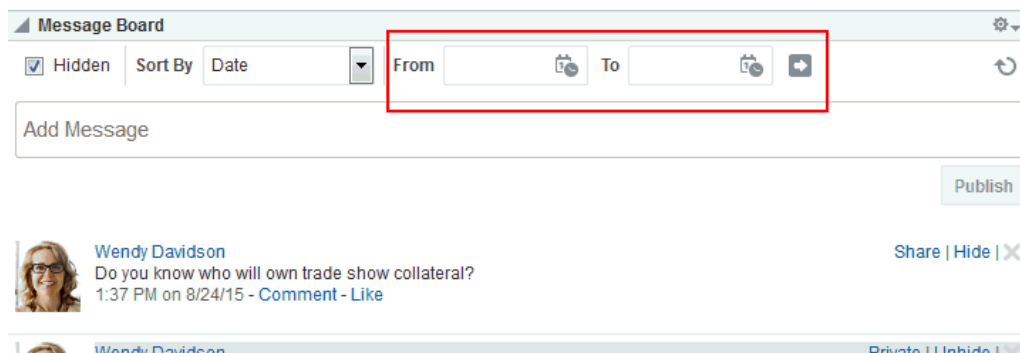 Message Board
Hidden Sort By Date From To
Add Message
Publish
Wendy Davidson Share | Hide |
Do you know who will own trade show collateral?
1:37 PM on 8/24/15 - Comment - Like
Wendy Davidson Private | Unhide |